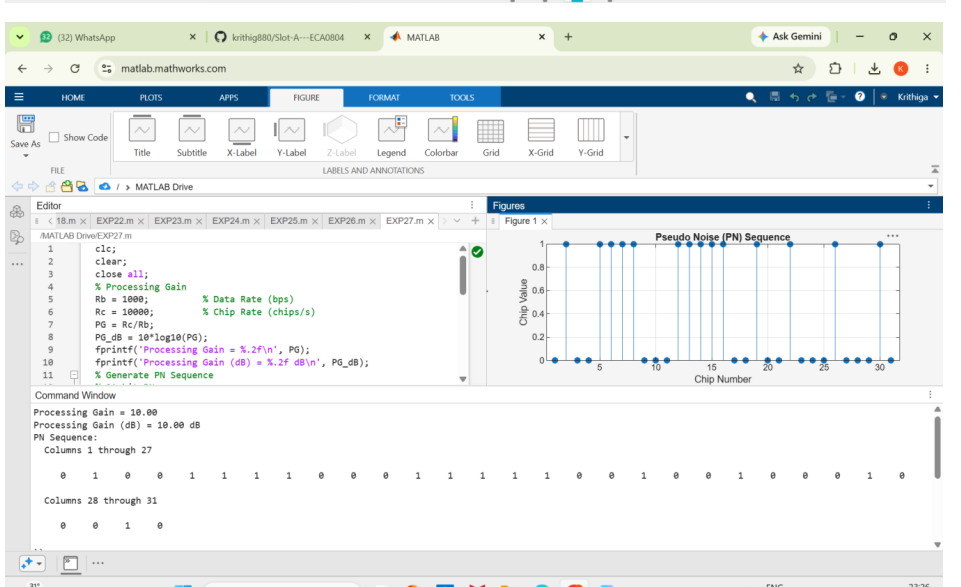 (32) WhatsApp
krithig880/Slot-A---ECA0804
MATLAB
Ask Gemini
matlab.mathworks.com
K
HOME PLOTS APPS FIGURE FORMAT TOOLS
Krithiga
Save As
Show Code
Title Subtitle X-Label Y-Label Z-Label Legend Colorbar Grid X-Grid Y-Grid
FILE
LABELS AND ANNOTATIONS
/ > MATLAB Drive
Editor
18.m EXP22.m EXP23.m EXP24.m EXP25.m EXP26.m EXP27.m
/MATLAB Drive/EXP27.m
1 clc;
2 clear;
3 close all;
4 % Processing Gain
5 Rb = 1000; % Data Rate (bps)
6 Rc = 10000; % Chip Rate (chips/s)
7 PG = Rc/Rb;
8 PG_dB = 10*log10(PG);
9 fprintf('Processing Gain = %.2f\n', PG);
10 fprintf('Processing Gain (dB) = %.2f dB\n', PG_dB);
11 % Generate PN Sequence
Figures
Figure 1
Pseudo Noise (PN) Sequence
Chip Value
1
0.8
0.6
0.4
0.2
0
5 10 15 20 25 30
Chip Number
Command Window
Processing Gain = 10.00
Processing Gain (dB) = 10.00 dB
PN Sequence:
Columns 1 through 27
0 1 0 0 1 1 1 1 0 0 0 1 1 1 1 1 0 0 1 0 0 1 0 0 0 1 0
Columns 28 through 31
0 0 1 0
31°
ENG